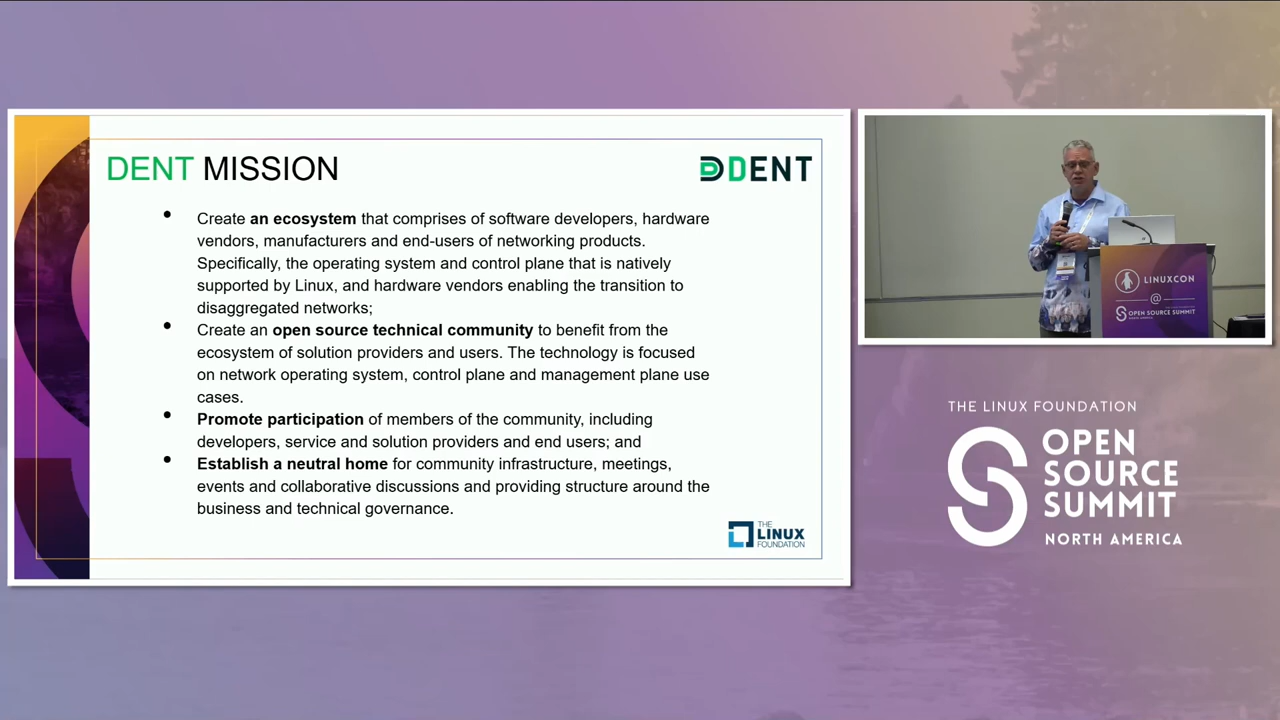 DENT MISSION
DENT
Create an ecosystem that comprises of software developers, hardware
vendors, manufacturers and end-users of networking products.
Specifically, the operating system and control plane that is natively
supported by Linux, and hardware vendors enabling the transition to
disaggregated networks;
Create an open source technical community to benefit from the
ecosystem of solution providers and users. The technology is focused
on network operating system, control plane and management plane use
cases.
Promote participation of members of the community, including
developers, service and solution providers and end users; and
Establish a neutral home for community infrastructure, meetings,
events and collaborative discussions and providing structure around the
business and technical governance.
THE
LINUX
FOUNDATION
LINUXCON
@
OPEN SOURCE SUMMIT
NORTH AMERICA
THE LINUX FOUNDATION
OPEN
SOURCE
SUMMIT
NORTH AMERICA